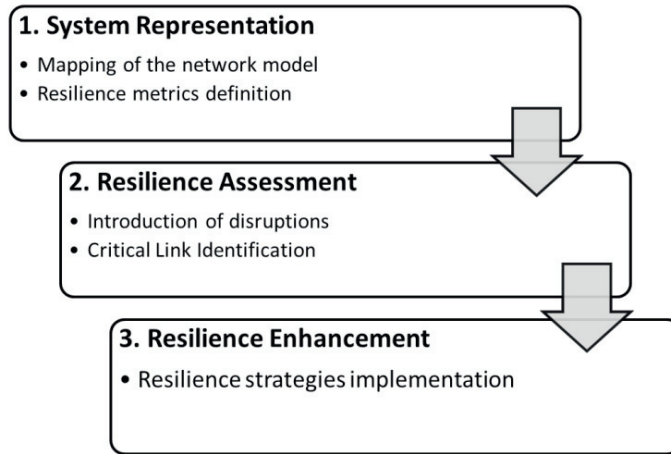 1. System Representation
• Mapping of the network model
• Resilience metrics definition
2. Resilience Assessment
• Introduction of disruptions
• Critical Link Identification
3. Resilience Enhancement
• Resilience strategies implementation